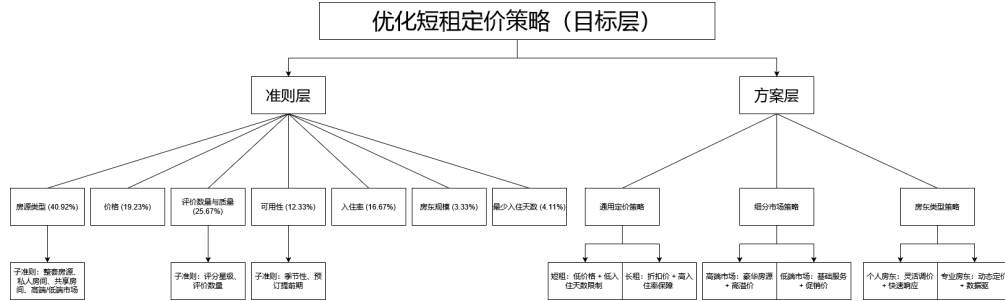 优化短租定价策略（目标层）
准则层
方案层
房源类型 (40.92%)
价格 (19.23%)
评价数量与质量
(25.67%)
可用性 (12.33%)
入住率 (16.67%)
房东规模 (3.33%)
最少入住天数 (4.11%)
通用定价策略
细分市场策略
房东类型策略
子准则：整套房源、
私人房间、共享房
间、高端/低端市场
子准则：评分星级、
评价数量
子准则：季节性、预
订提前期
短租：低价格 + 低入
住天数限制
长租：折扣价 + 高入
住率保障
高端市场：豪华房源
+ 高溢价
低端市场：基础服务
+ 促销价
个人房东：灵活调价
+ 快速响应
专业房东：动态定价
+ 数据驱